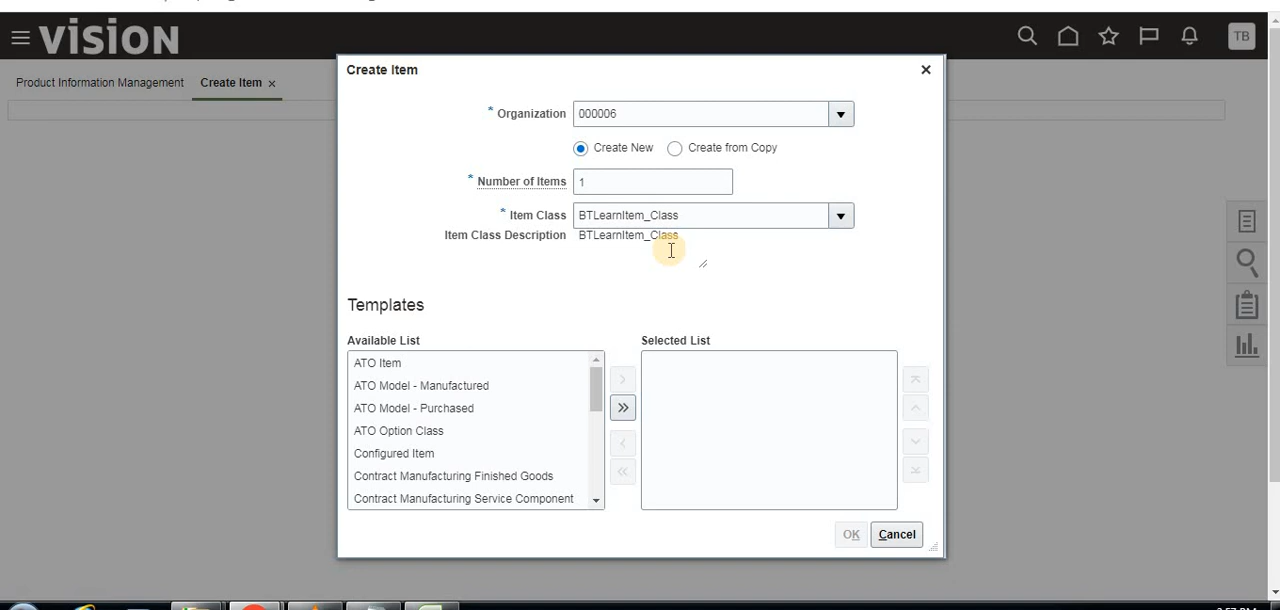 vision
TB
Product Information Management
Create Item ×
Create Item
* Organization 000006
Create New Create from Copy
* Number of Items 1
* Item Class BTLearnItem_Class
Item Class Description BTLearnItem_Class
Templates
Available List
Selected List
ATO Item
ATO Model - Manufactured
ATO Model - Purchased
ATO Option Class
Configured Item
Contract Manufacturing Finished Goods
Contract Manufacturing Service Component
OK Cancel